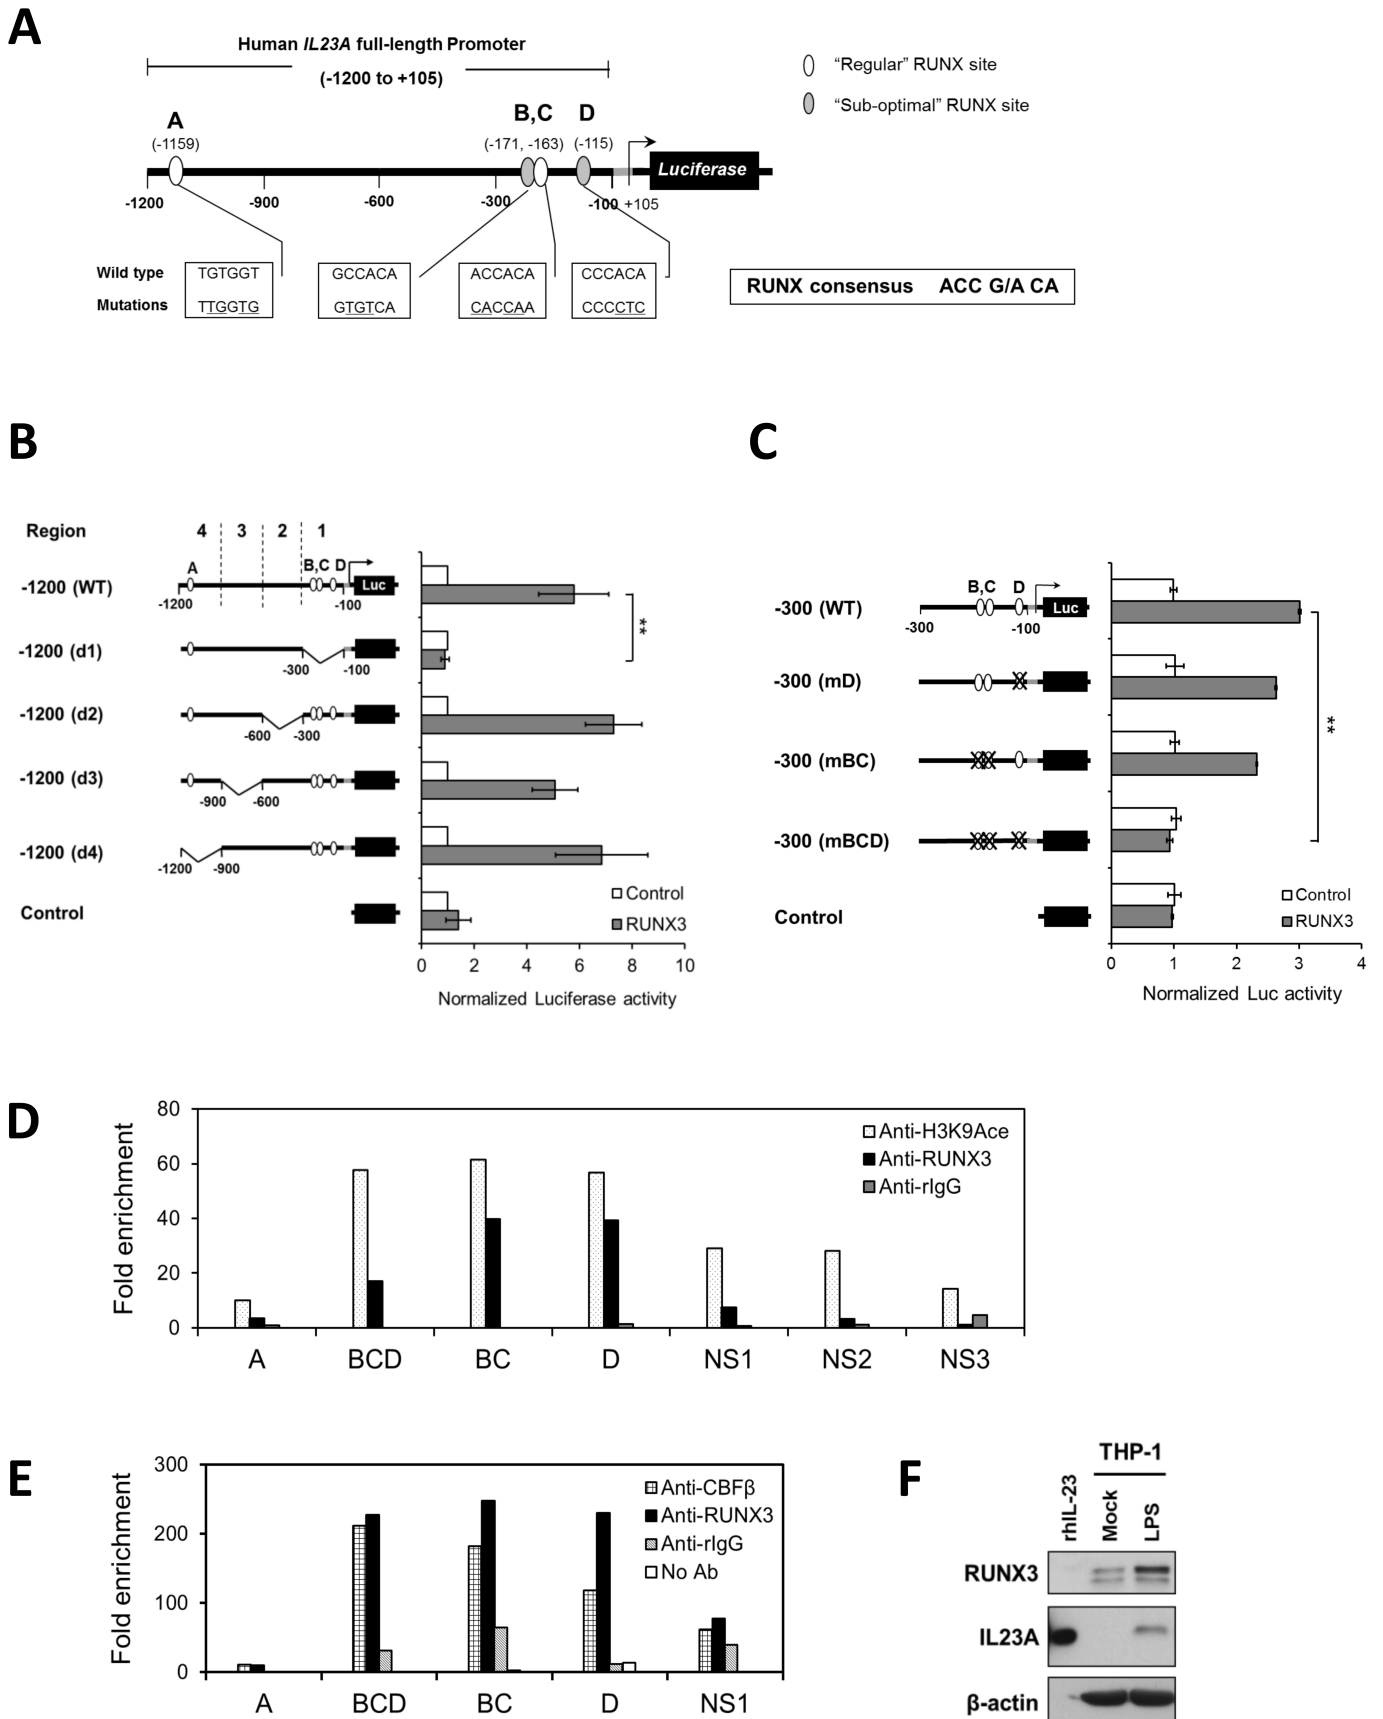 A
Human IL23A full-length Promoter
(-1200 to +105)
"Regular" RUNX site
"Sub-optimal" RUNX site
A
B,C
D
(-1159)
(-171, -163)
(-115)
Luciferase
-1200
-900
-600
-300
-100
+105
Wild type
TGTGGT
GCCACA
ACCACA
CCCACA
Mutations
TTGGTG
GTGTCA
CACCAA
CCCCTC
RUNX consensus ACC G/A CA
B
Region
4
3
2
1
A
B,C
D
-1200 (WT)
Luc
-1200
-100
-1200 (d1)
-300
-100
**
-1200 (d2)
-600
-300
-1200 (d3)
-900
-600
-1200 (d4)
-1200
-900
Control
Control
RUNX3
0
2
4
6
8
10
Normalized Luciferase activity
C
B,C
D
-300 (WT)
Luc
-300
-100
-300 (mD)
**
-300 (mBC)
-300 (mBCD)
Control
Control
RUNX3
0
1
2
3
4
Normalized Luc activity
D
Fold enrichment
80
60
40
20
0
Anti-H3K9Ace
Anti-RUNX3
Anti-rIgG
A
BCD
BC
D
NS1
NS2
NS3
E
Fold enrichment
300
200
100
0
Anti-CBFβ
Anti-RUNX3
Anti-rIgG
No Ab
A
BCD
BC
D
NS1
F
THP-1
rhIL-23
Mock
LPS
RUNX3
IL23A
β-actin